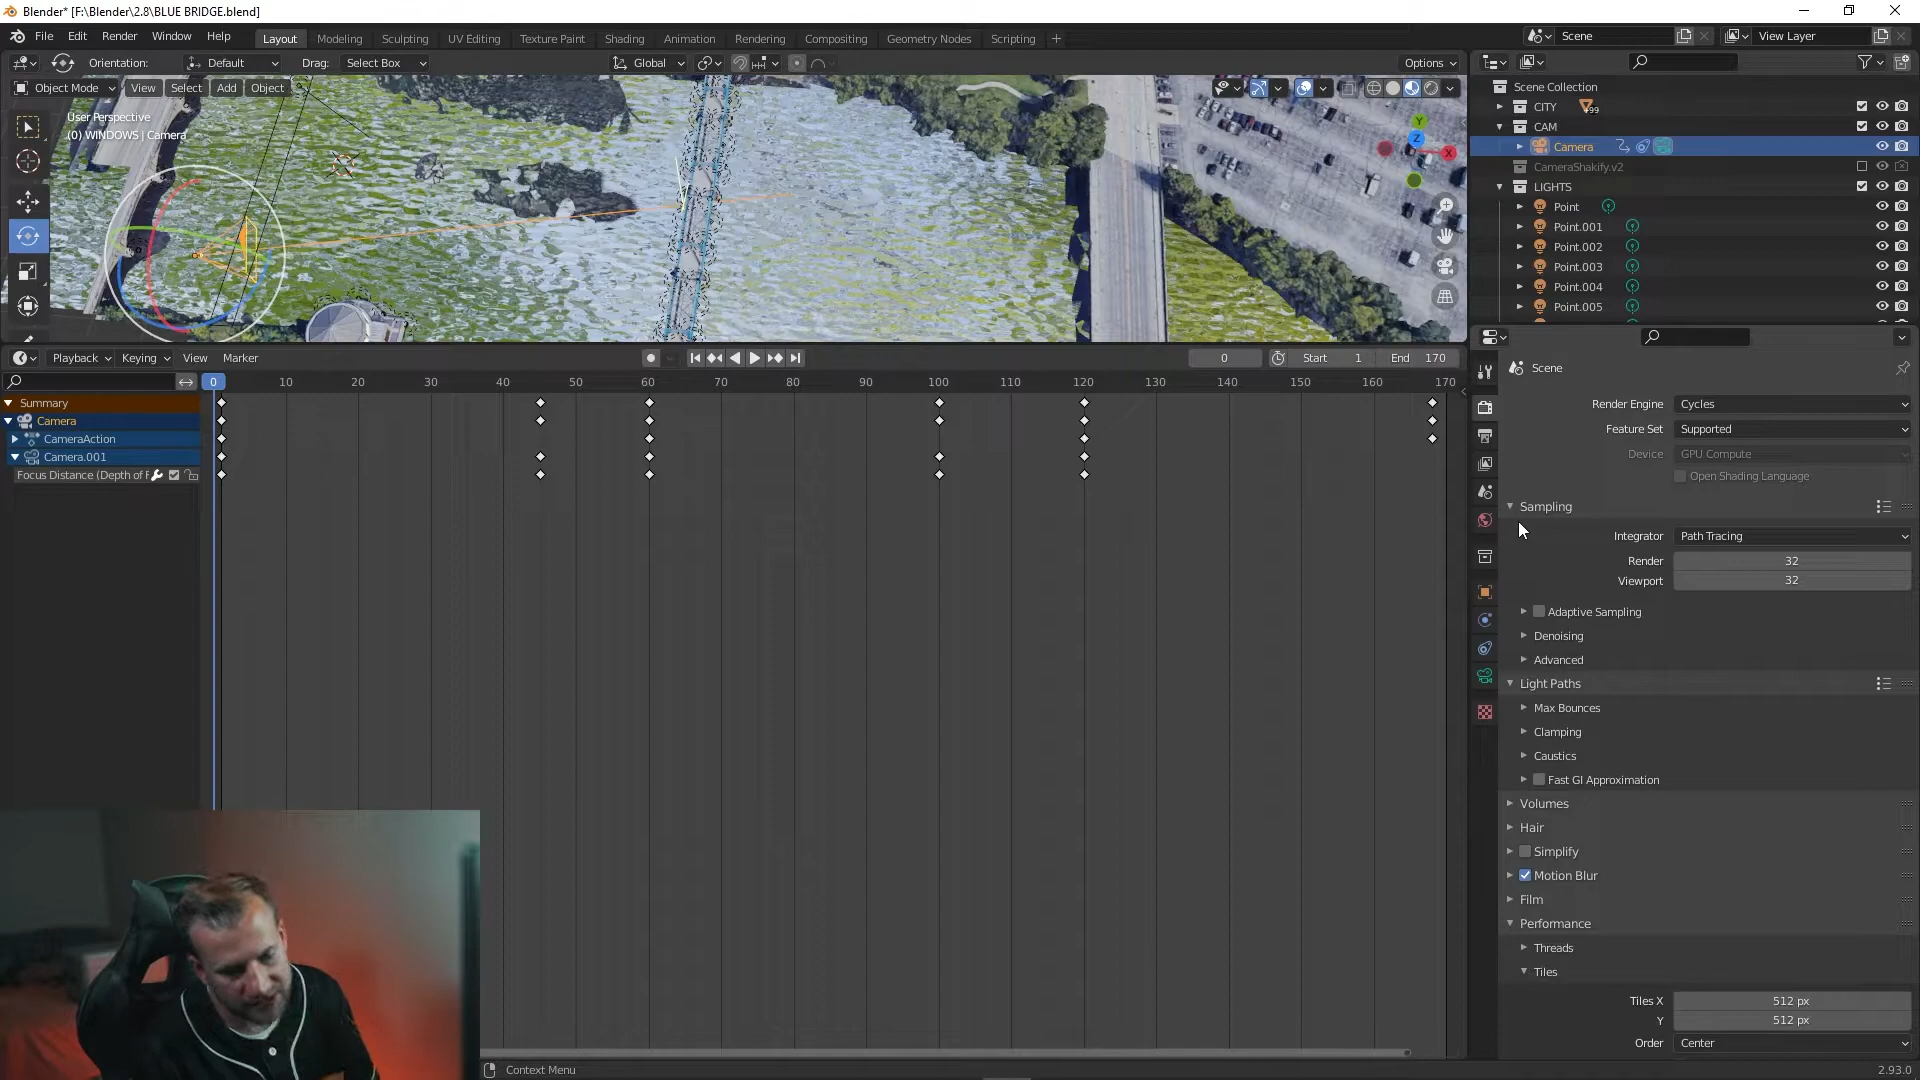 Blender* [F:\Blender\2.8\BLUE BRIDGE.blend]
File Edit Render Window Help Layout Modeling Sculpting UV Editing Texture Paint Shading Animation Rendering Compositing Geometry Nodes Scripting + Scene View Layer
Orientation: Default Drag: Select Box Global Options
Object Mode View Select Add Object
User Perspective
(0) WINDOWS | Camera
Y
Z
X
Scene Collection
CITY 99
CAM
Camera
CameraShakify.v2
LIGHTS
Point
Point.001
Point.002
Point.003
Point.004
Point.005
Playback Keying View Marker 0 Start 1 End 170
0 10 20 30 40 50 60 70 80 90 100 110 120 130 140 150 160 170
Summary
Camera
CameraAction
Camera.001
Focus Distance (Depth of F
Scene
Render Engine Cycles
Feature Set Supported
Device GPU Compute
Open Shading Language
Sampling
Integrator Path Tracing
Render 32
Viewport 32
Adaptive Sampling
Denoising
Advanced
Light Paths
Max Bounces
Clamping
Caustics
Fast GI Approximation
Volumes
Hair
Simplify
Motion Blur
Film
Performance
Threads
Tiles
Tiles X 512 px
Y 512 px
Order Center
Context Menu 2.93.0